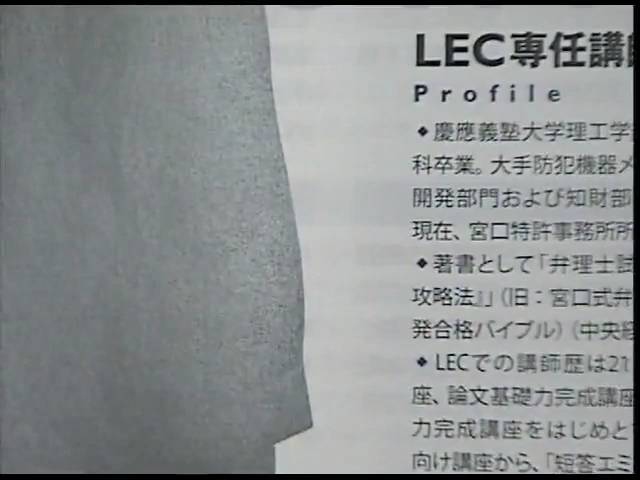 LEC専任講師
Profile
◆慶應義塾大学理工学
科卒業。大手防犯機器メ
開発部門および知財部
現在、宮口特許事務所所
◆著書として「弁理士試
攻略法』」(旧：宮口式弁
発合格バイブル)(中央経
◆LECでの講師歴は21
座、論文基礎力完成講座
力完成講座をはじめと
向け講座から、「短答エミ